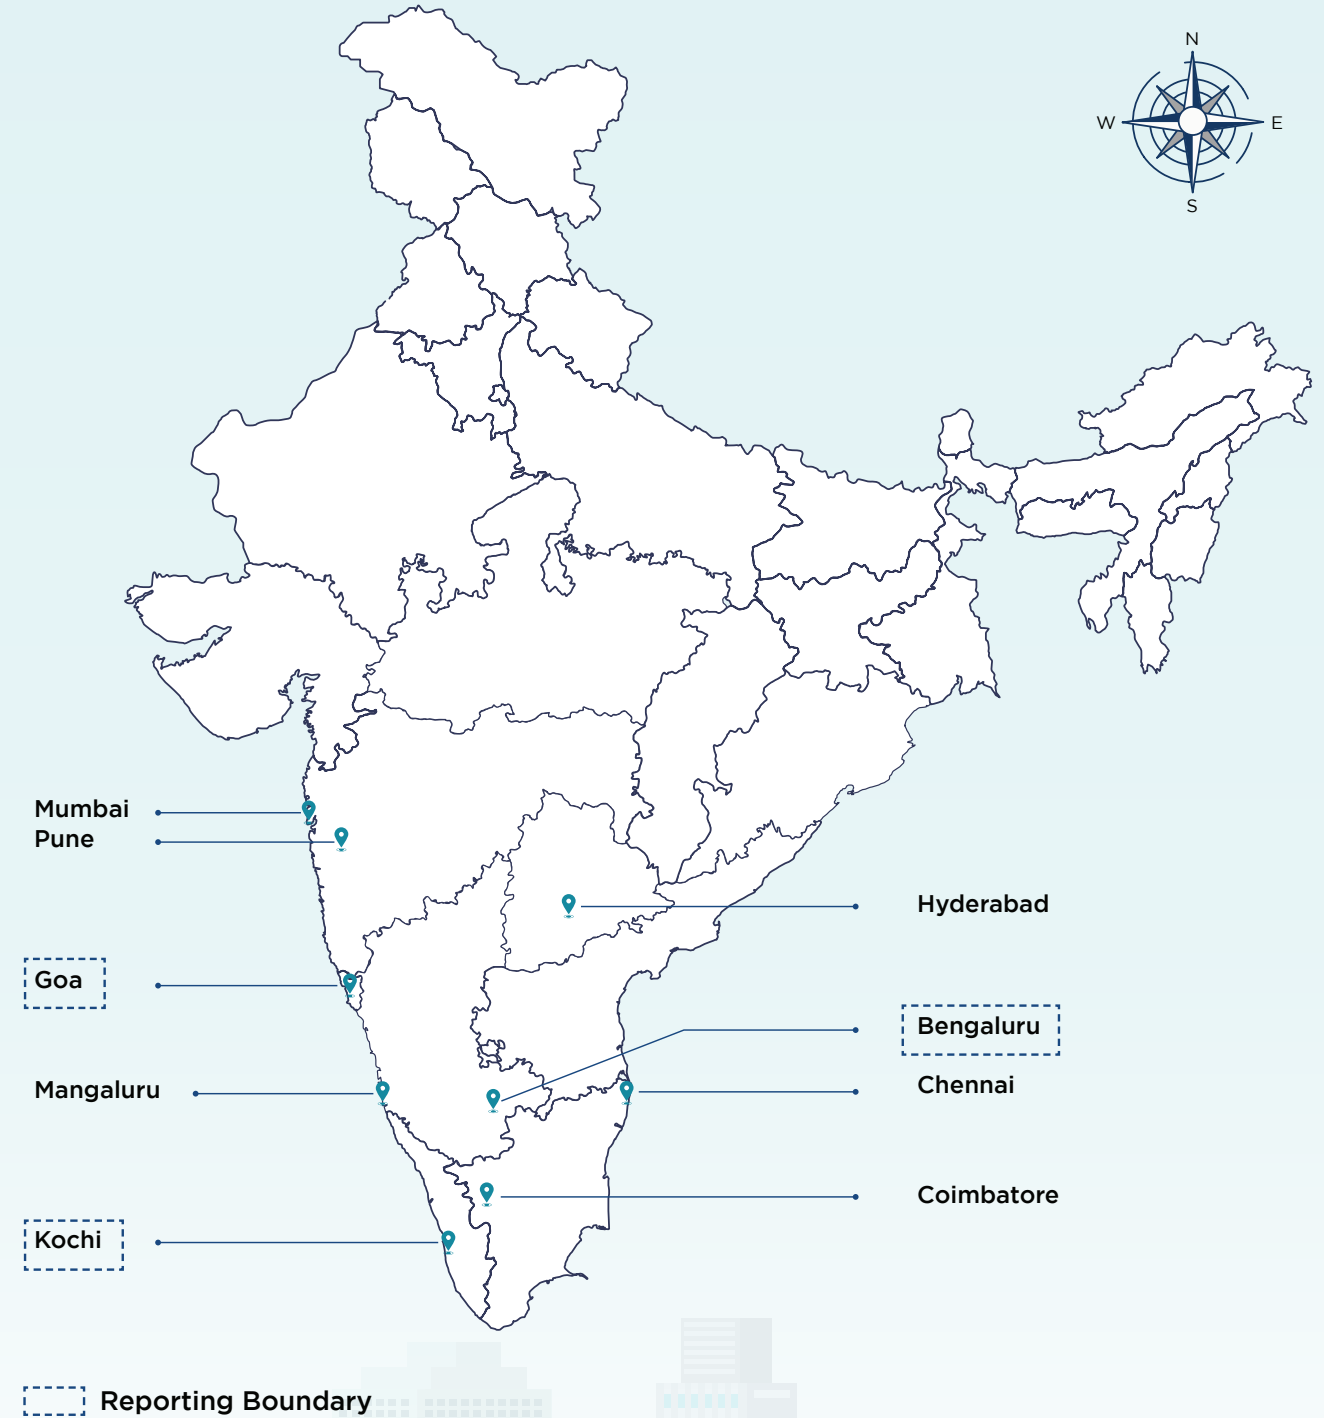 N
W
E
S
Mumbai
Pune
Hyderabad
Goa
Bengaluru
Mangaluru
Chennai
Coimbatore
Kochi
Reporting Boundary